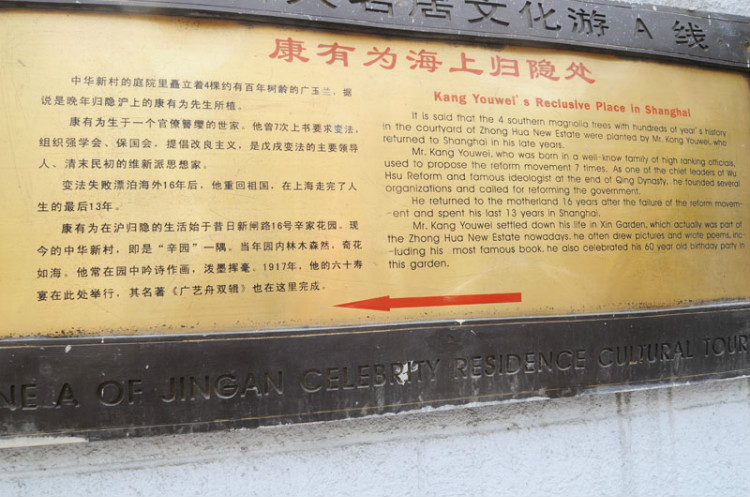 名居文化游 A 线
康有为海上归隐处
中华新村的庭院里矗立着4棵约有百年树龄的广玉兰，据
说是晚年归隐沪上的康有为先生所植。
康有为生于一个官僚簪缨的世家。他曾7次上书要求变法，
组织强学会、保国会，提倡改良主义，是戊戌变法的主要领导
人、清末民初的维新派思想家。
变法失败漂泊海外16年后，他重回祖国，在上海走完了人
生的最后13年。
康有为在沪归隐的生活始于昔日新闸路16号辛家花园。现
今的中华新村，即是“辛园”一隅。当年园内林木森然，奇花
如海。他常在园中吟诗作画，泼墨挥毫。1917年，他的六十寿
宴在此处举行，其名著《广艺舟双辑》也在这里完成。
Kang Youwei's Reclusive Place in Shanghai
It is said that the 4 southern magnolia trees with hundreds of year's history
in the courtyard of Zhong Hua New Estate were planted by Mr. Kang Youwei, who
returned to Shanghai in his late years.
Mr. Kang Youwei, who was born in a well-know family of high ranking officials,
used to propose the reform movement 7 times. As one of the chief leaders of Wu
Hsu Reform and famous ideologist at the end of Qing Dynasty, he founded several
organizations and called for reforming the government.
He returned to the motherland 16 years after the failure of the reform movem-
-ent and spent his last 13 years in Shanghai.
Mr. Kang Youwei settled down his life in Xin Garden, which actually was part of
the Zhong Hua New Estate nowadays. he often drew pictures and wrote poems, inc-
-luding his most famous book. he also celebrated his 60 year old birthday party in
this garden.
NE A OF JINGAN CELEBRITY RESIDENCE CULTURAL TOUR